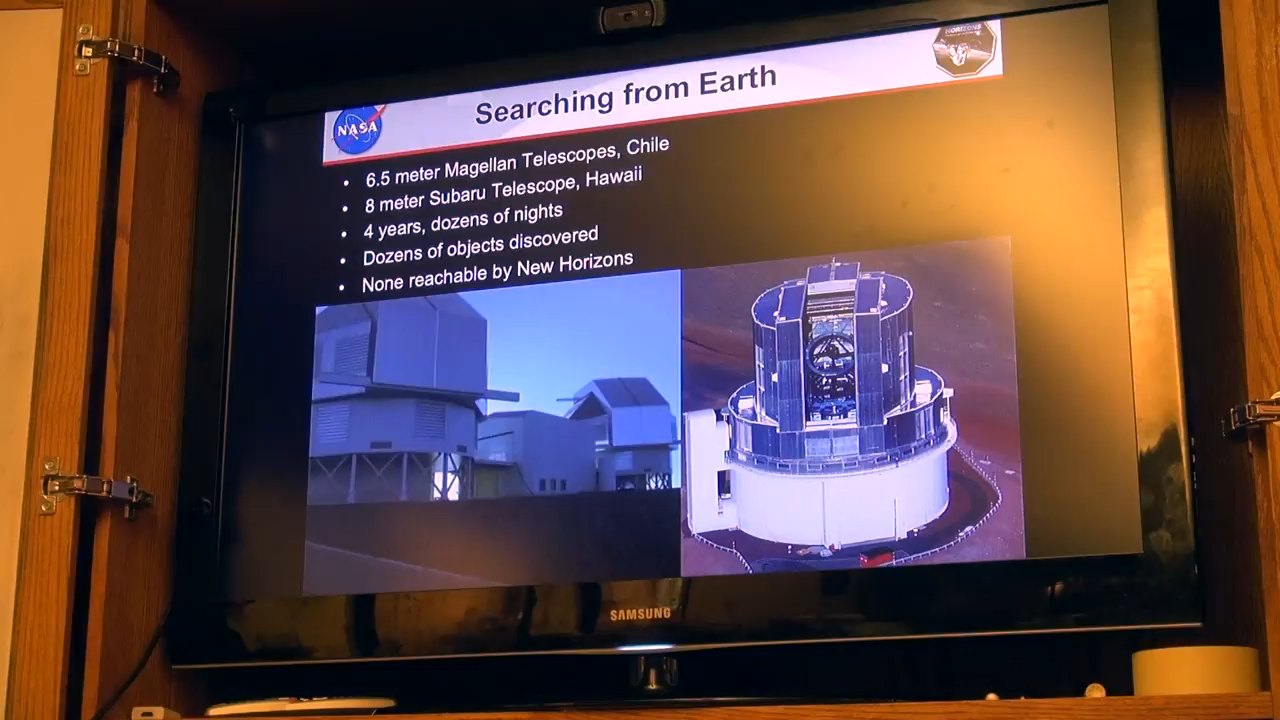 HORIZONS
Searching from Earth
NASA
• 6.5 meter Magellan Telescopes, Chile
• 8 meter Subaru Telescope, Hawaii
• 4 years, dozens of nights
• Dozens of objects discovered
• None reachable by New Horizons
SAMSUNG